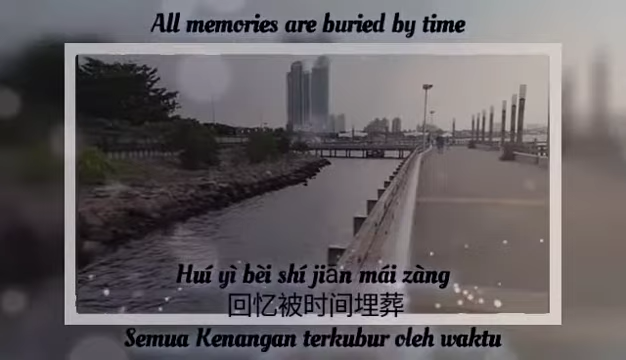 All memories are buried by time
Huí yì bèi shí jiān mái zàng
回忆被时间埋葬
Semua Kenangan terkubur oleh waktu